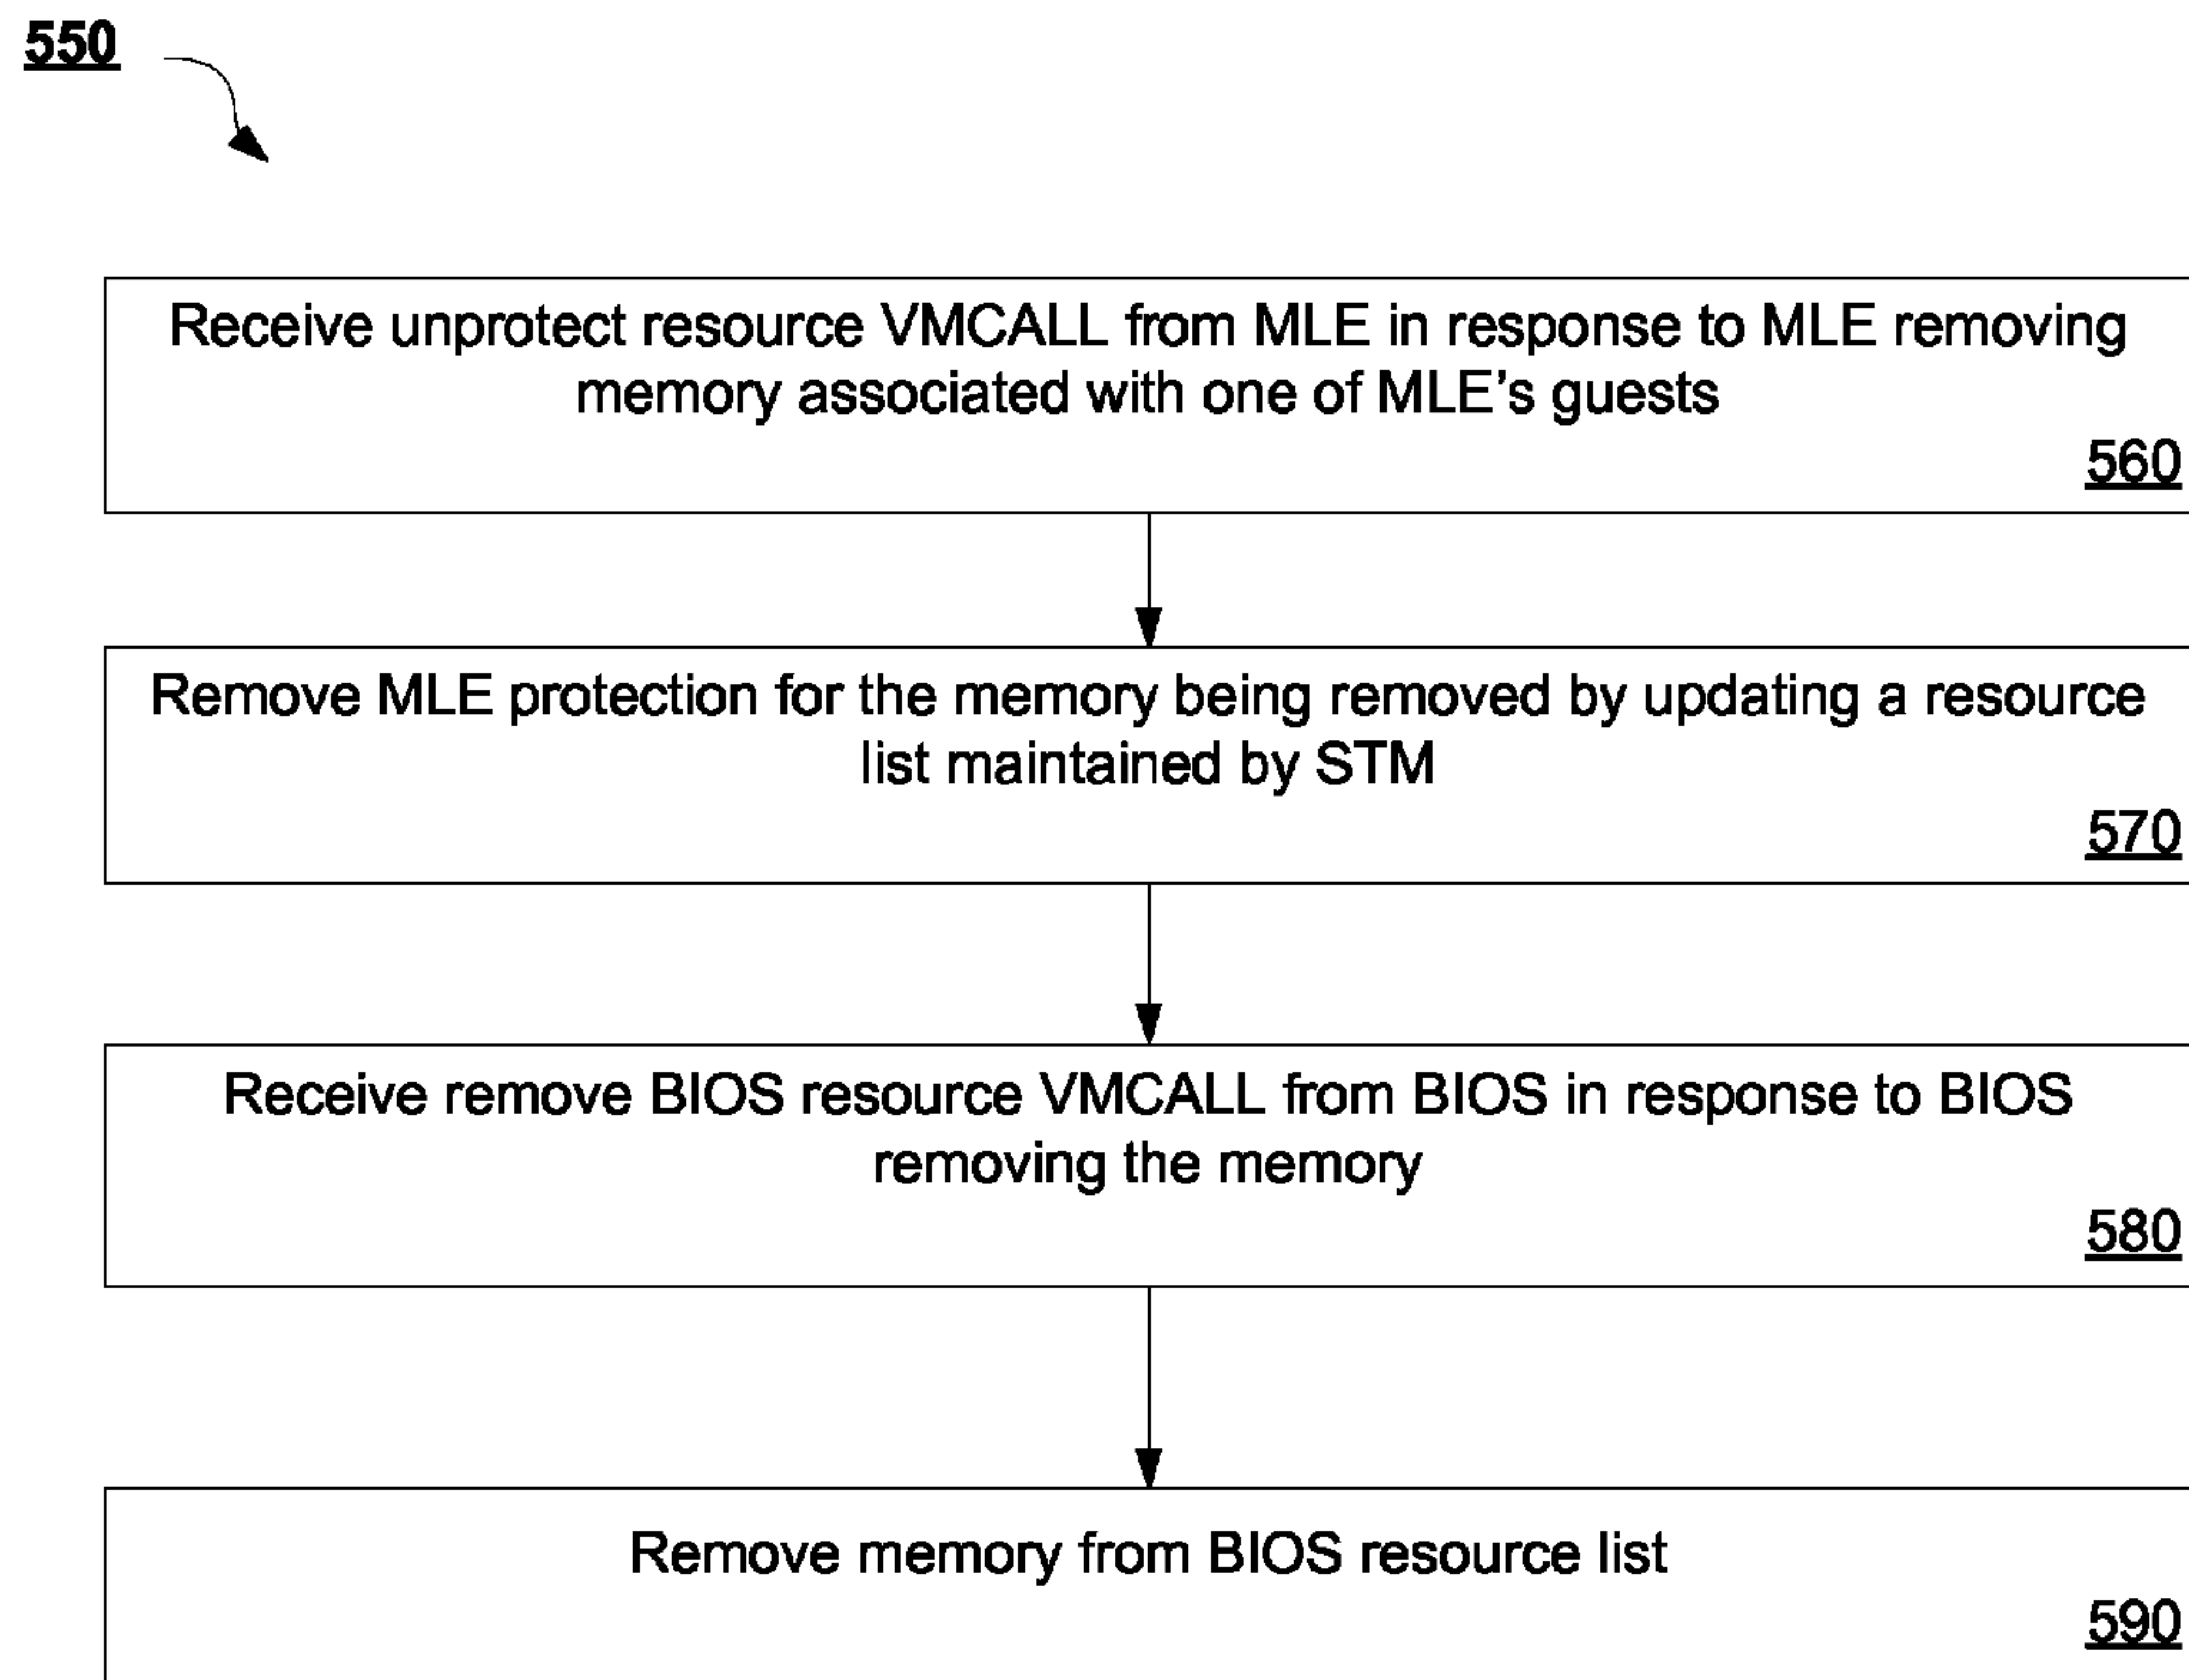 550
Receive unprotect resource VMCALL from MLE in response to MLE removing
memory associated with one of MLE's guests
560
Remove MLE protection for the memory being removed by updating a resource
list maintained by STM
570
Receive remove BIOS resource VMCALL from BIOS in response to BIOS
removing the memory
580
Remove memory from BIOS resource list
590